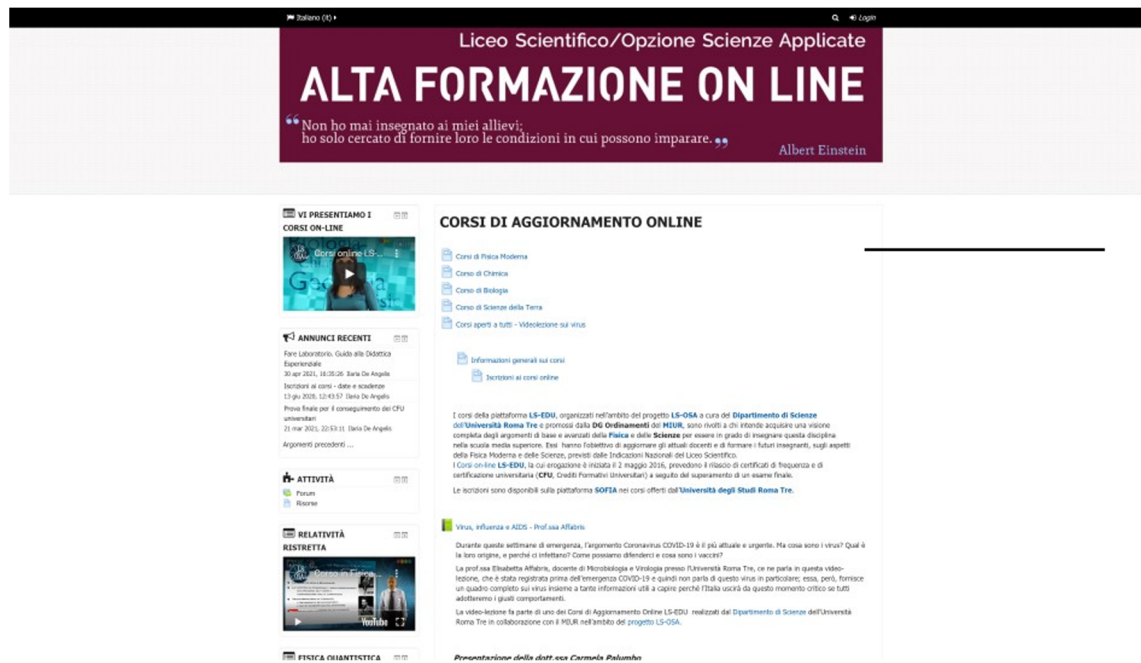 Italiano (it)
Login
Liceo Scientifico/Opzione Scienze Applicate
ALTA FORMAZIONE ON LINE
“ Non ho mai insegnato ai miei allievi;
ho solo cercato di fornire loro le condizioni in cui possono imparare. ”
Albert Einstein
VI PRESENTIAMO I
CORSI ON-LINE
Corsi online LS-...
ANNUNCI RECENTI
Fare Laboratorio. Guida alla Didattica
Esperienziale
30 apr 2021, 18:35:26 Ilaria De Angelis
Iscrizioni ai corsi - date e scadenze
13 giu 2020, 12:43:57 Ilaria De Angelis
Prova finale per il conseguimento dei CFU
universitari
21 mar 2021, 22:53:11 Ilaria De Angelis
Argomenti precedenti ...
ATTIVITÀ
Forum
Risorse
RELATIVITÀ
RISTRETTA
Corso in Fisica
YouTube
FISICA QUANTISTICA
CORSI DI AGGIORNAMENTO ONLINE
Corsi di Fisica Moderna
Corso di Chimica
Corso di Biologia
Corso di Scienze della Terra
Corsi aperti a tutti - Videolezione sui virus
Informazioni generali sui corsi
Iscrizioni ai corsi online
I corsi della piattaforma LS-EDU, organizzati nell'ambito del progetto LS-OSA a cura del Dipartimento di Scienze
dell'Università Roma Tre e promossi dalla DG Ordinamenti del MIUR, sono rivolti a chi intende acquisire una visione
completa degli argomenti di base e avanzati della Fisica e delle Scienze per essere in grado di insegnare questa disciplina
nella scuola media superiore. Essi hanno l'obiettivo di aggiornare gli attuali docenti e di formare i futuri insegnanti, sugli aspetti
della Fisica Moderna e delle Scienze, previsti dalle Indicazioni Nazionali del Liceo Scientifico.
I Corsi on-line LS-EDU, la cui erogazione è iniziata il 2 maggio 2016, prevedono il rilascio di certificati di frequenza e di
certificazione universitaria (CFU, Crediti Formativi Universitari) a seguito del superamento di un esame finale.
Le iscrizioni sono disponibili sulla piattaforma SOFIA nei corsi offerti dall'Università degli Studi Roma Tre.
Virus, influenza e AIDS - Prof.ssa Affabris
Durante queste settimane di emergenza, l'argomento Coronavirus COVID-19 è il più attuale e urgente. Ma cosa sono i virus? Qual è
la loro origine, e perché ci infettano? Come possiamo difenderci e cosa sono i vaccini?
La prof.ssa Elisabetta Affabris, docente di Microbiologia e Virologia presso l'Università Roma Tre, ce ne parla in questa video-
lezione, che è stata registrata prima dell'emergenza COVID-19 e quindi non parla di questo virus in particolare; essa, però, fornisce
un quadro completo sui virus insieme a tante informazioni utili a capire perché l'Italia uscirà da questo momento critico se tutti
adotteremo i giusti comportamenti.
La video-lezione fa parte di uno dei Corsi di Aggiornamento Online LS-EDU realizzati dal Dipartimento di Scienze dell'Università
Roma Tre in collaborazione con il MIUR nell'ambito del progetto LS-OSA.
Presentazione della dott.ssa Carmela Palumbo